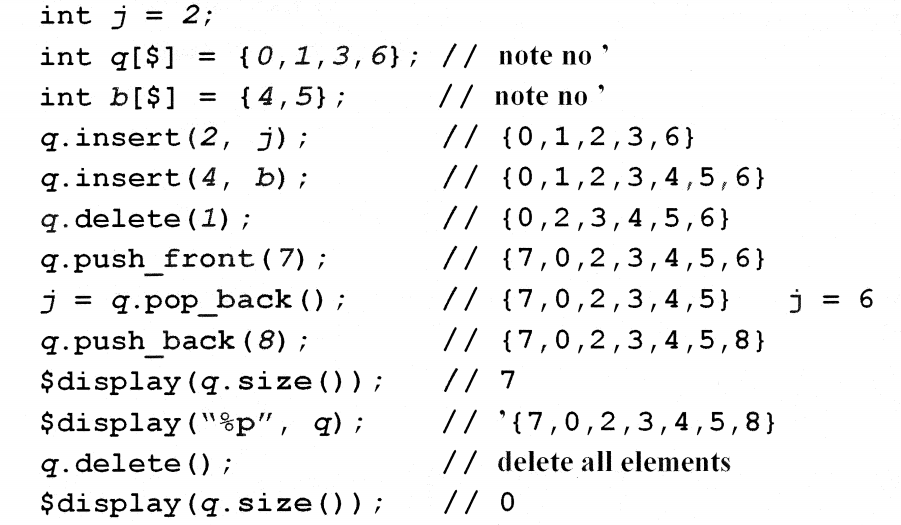 int j = 2;
int q[$] = {0,1,3,6}; // note no ’
int b[$] = {4,5}; // note no ’
q.insert(2, j); // {0,1,2,3,6}
q.insert(4, b); // {0,1,2,3,4,5,6}
q.delete(1); // {0,2,3,4,5,6}
q.push_front(7); // {7,0,2,3,4,5,6}
j = q.pop_back(); // {7,0,2,3,4,5} j = 6
q.push_back(8); // {7,0,2,3,4,5,8}
$display(q.size()); // 7
$display("%p", q); // ’{7,0,2,3,4,5,8}
q.delete(); // delete all elements
$display(q.size()); // 0